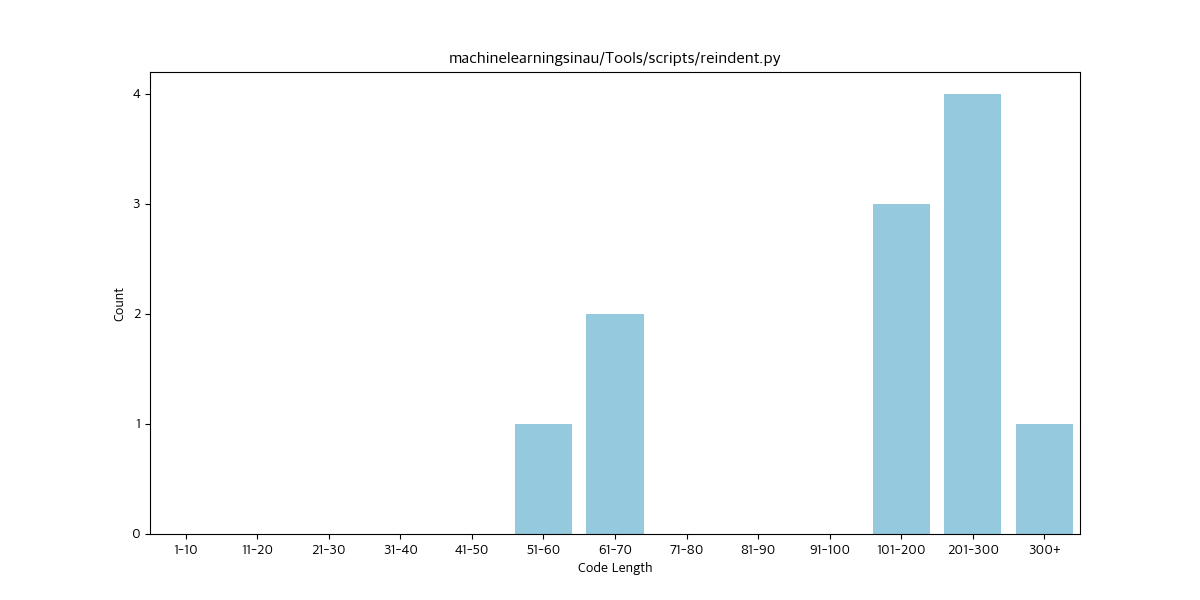 machinelearningsinau/Tools/scripts/reindent.py
4
3
2
1
0
Count
1-10 11-20 21-30 31-40 41-50 51-60 61-70 71-80 81-90 91-100 101-200 201-300 300+
Code Length